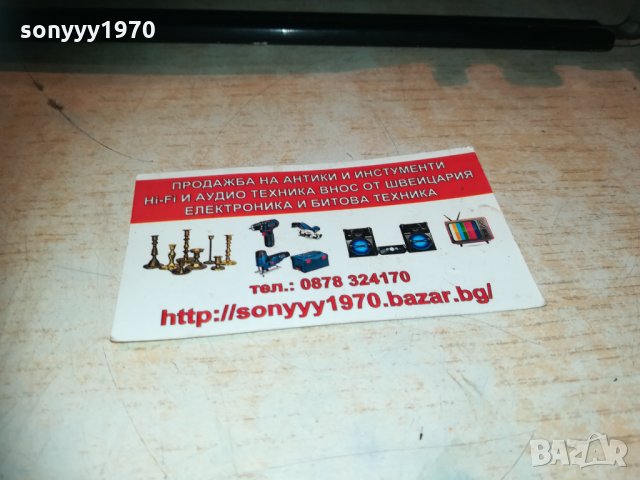 sonyyy1970
sonyyy1970
ПРОДАЖБА НА АНТИКИ И ИНСТУМЕНТИ
Hi-Fi И АУДИО ТЕХНИКА ВНОС ОТ ШВЕЙЦАРИЯ
ЕЛЕКТРОНИКА И БИТОВА ТЕХНИКА
тел.: 0878 324170
http://sonyyy1970.bazar.bg/
BAZAR